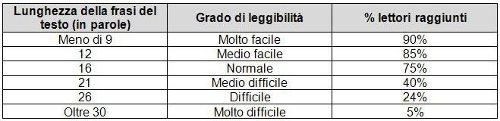 Lunghezza della frasi del testo (in parole) Grado di leggibilità % lettori raggiunti
Meno di 9 Molto facile 90%
12 Medio facile 85%
16 Normale 75%
21 Medio difficile 40%
26 Difficile 24%
Oltre 30 Molto difficile 5%